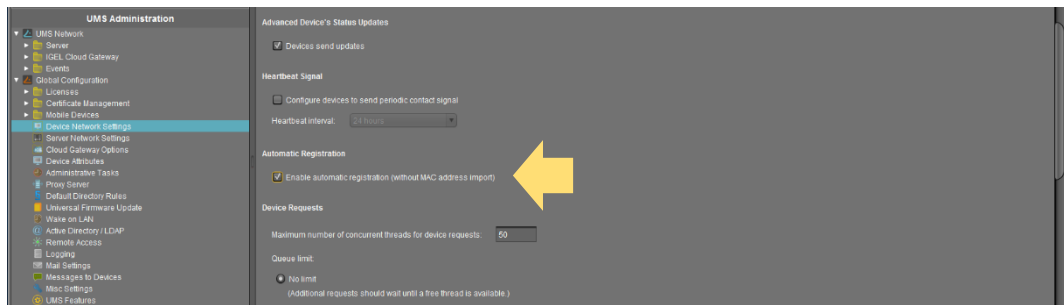 UMS Administration
UMS Network
Server
IGEL Cloud Gateway
Events
Global Configuration
Licenses
Certificate Management
Mobile Devices
Device Network Settings
Server Network Settings
Cloud Gateway Options
Device Attributes
Administrative Tasks
Proxy Server
Default Directory Rules
Universal Firmware Update
Wake on LAN
Active Directory / LDAP
Remote Access
Logging
Mail Settings
Messages to Devices
Misc Settings
UMS Features
Advanced Device's Status Updates
Devices send updates
Heartbeat Signal
Configure devices to send periodic contact signal
Heartbeat interval: 24 hours
Automatic Registration
Enable automatic registration (without MAC address import)
Device Requests
Maximum number of concurrent threads for device requests: 50
Queue limit:
No limit
(Additional requests should wait until a free thread is available.)